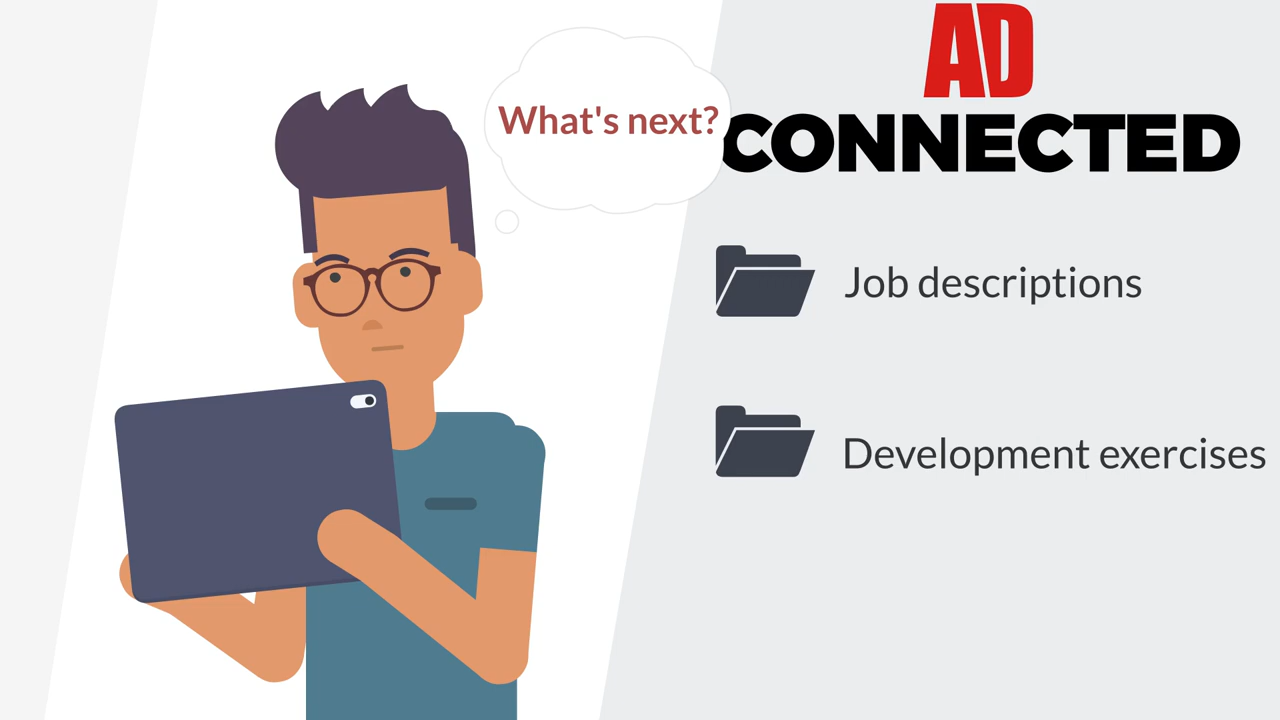 What's next?
AD
CONNECTED
Job descriptions
Development exercises